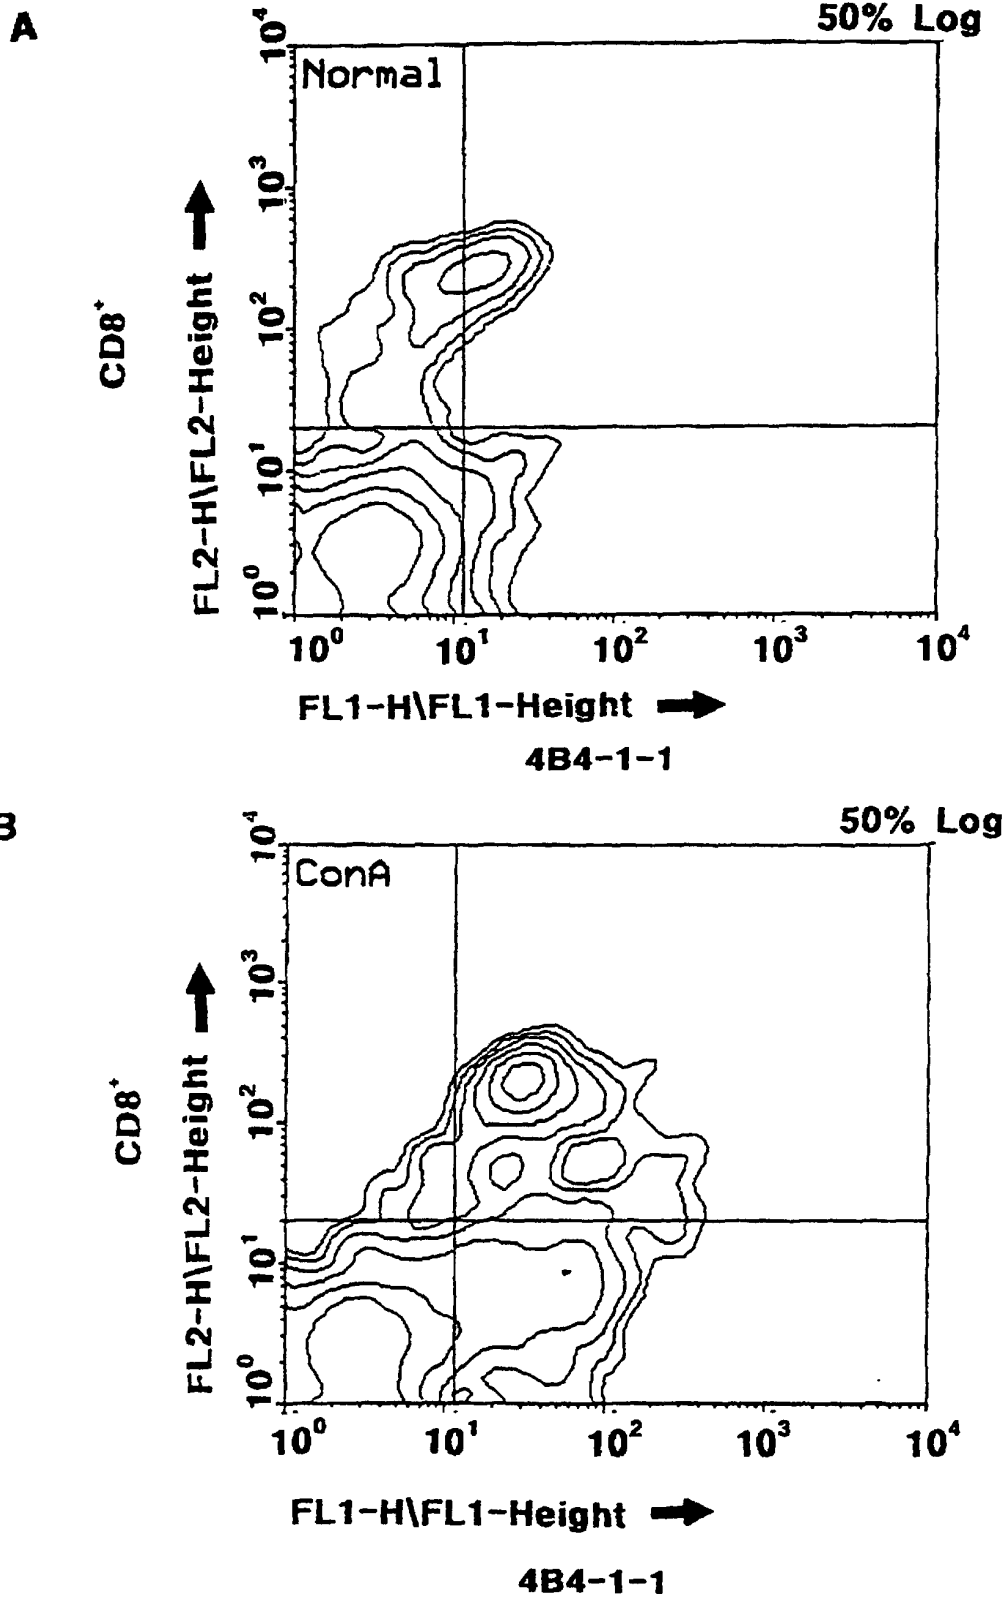 A
50% Log
Normal
10⁴
10³
10²
10¹
10⁰
CD8⁺
FL2-H\FL2-Height
10⁰ 10¹ 10² 10³ 10⁴
FL1-H\FL1-Height
4B4-1-1
B
50% Log
ConA
10⁴
10³
10²
10¹
10⁰
CD8⁺
FL2-H\FL2-Height
10⁰ 10¹ 10² 10³ 10⁴
FL1-H\FL1-Height
4B4-1-1